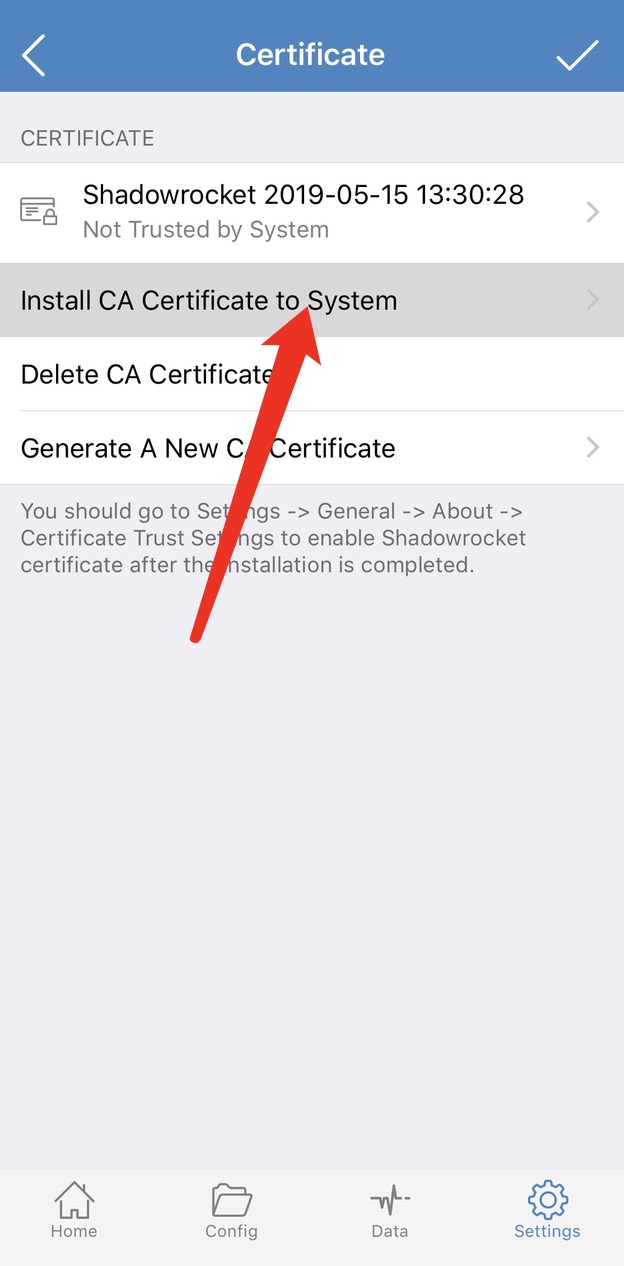 Certificate
CERTIFICATE
Shadowrocket 2019-05-15 13:30:28
Not Trusted by System
Install CA Certificate to System
Delete CA Certificate
Generate A New CA Certificate
You should go to Settings -> General -> About ->
Certificate Trust Settings to enable Shadowrocket
certificate after the installation is completed.
Home
Config
Data
Settings